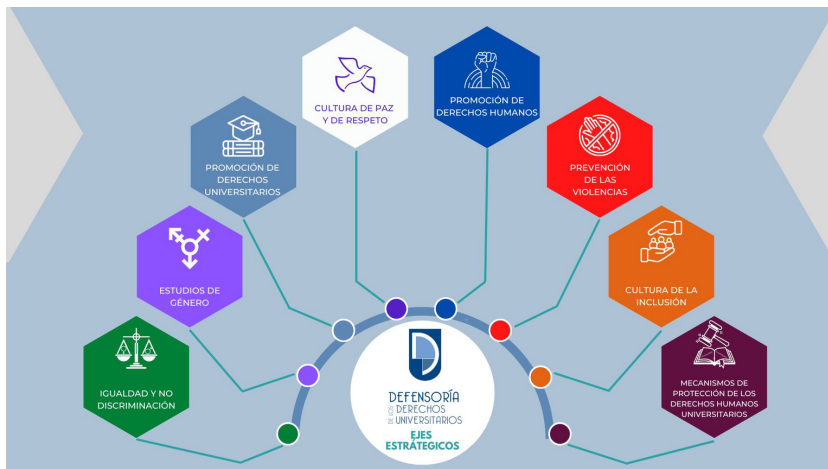 CULTURA DE PAZ
Y DE RESPETO
PROMOCIÓN DE
DERECHOS HUMANOS
PROMOCIÓN DE
DERECHOS
UNIVERSITARIOS
PREVENCIÓN
DE LAS
VIOLENCIAS
ESTUDIOS DE
GÉNERO
CULTURA DE LA
INCLUSIÓN
IGUALDAD Y NO
DISCRIMINACIÓN
MECANISMOS DE
PROTECCIÓN DE LOS
DERECHOS HUMANOS
UNIVERSITARIOS
DEFENSORÍA
DE LOS DERECHOS
UNIVERSITARIOS
EJES
ESTRÁTEGICOS